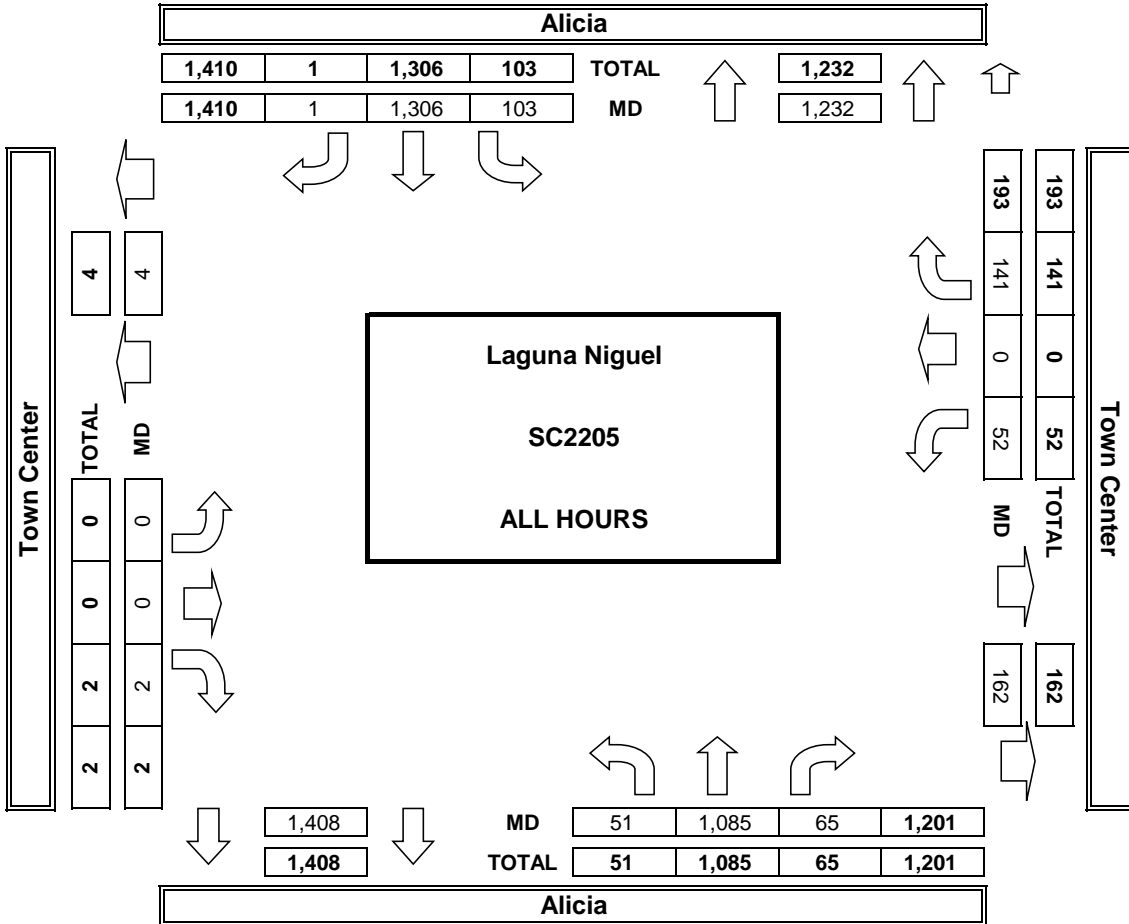 Alicia
1,410 1 1,306 103 TOTAL 1,232
1,410 1 1,306 103 MD 1,232
Town Center
TOTAL 4
MD 4
0 0 2 2
0 0 2 2
Laguna Niguel
SC2205
ALL HOURS
193 141 0 52 MD 162
193 141 0 52 TOTAL 162
Town Center
1,408 MD 51 1,085 65 1,201
1,408 TOTAL 51 1,085 65 1,201
Alicia